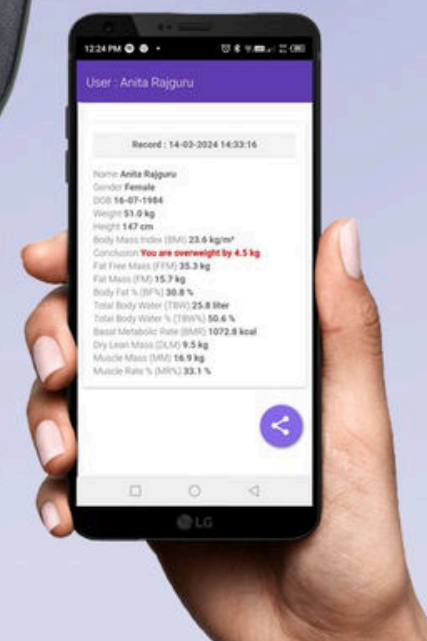 12:24 PM
User : Anita Rajguru
Record : 14-03-2024 14:33:16
Name Anita Rajguru
Gender Female
DOB 16-07-1984
Weight 51.0 kg
Height 147 cm
Body Mass Index (BMI) 23.6 kg/m²
Conclusion You are overweight by 4.5 kg
Fat Free Mass (FFM) 35.3 kg
Fat Mass (FM) 15.7 kg
Body Fat % (BF%) 30.8 %
Total Body Water (TBW) 25.8 liter
Total Body Water % (TBW%) 50.6 %
Basal Metabolic Rate (BMR) 1072.8 kcal
Dry Lean Mass (DLM) 9.5 kg
Muscle Mass (MM) 16.9 kg
Muscle Rate % (MR%) 33.1 %
LG